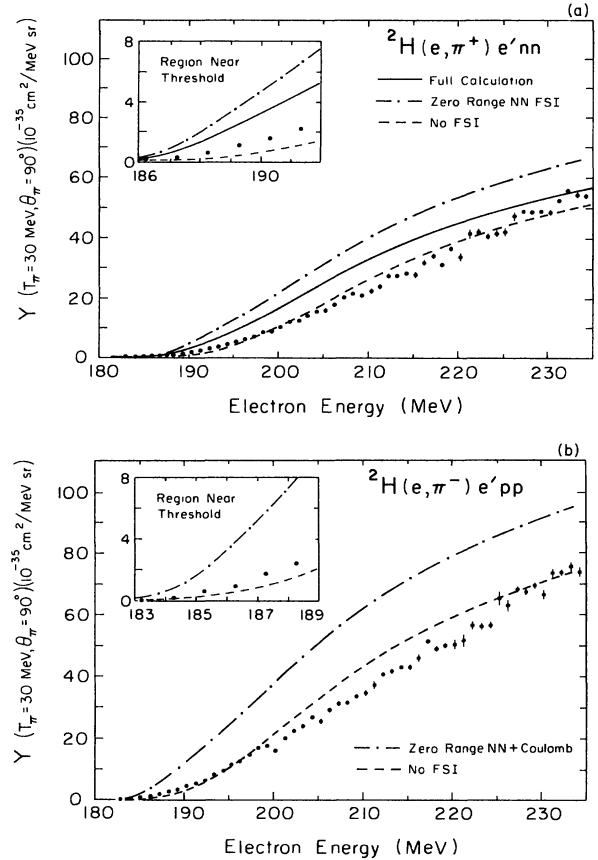 (a)
²H(e,π⁺)e′nn
Full Calculation
Zero Range NN FSI
No FSI
Region Near
Threshold
8
4
0
186
190
100
80
60
40
20
0
180
190
200
210
220
230
Electron Energy (MeV)
Y (Tπ = 30 MeV, θπ = 90°)(10⁻³⁵ cm²/MeV sr)
(b)
²H(e,π⁻)e′pp
Region Near
Threshold
8
4
0
183
185
187
189
100
80
60
40
20
0
Zero Range NN + Coulomb
No FSI
180
190
200
210
220
230
Electron Energy (MeV)
Y (Tπ = 30 MeV, θπ = 90°)(10⁻³⁵ cm²/MeV sr)